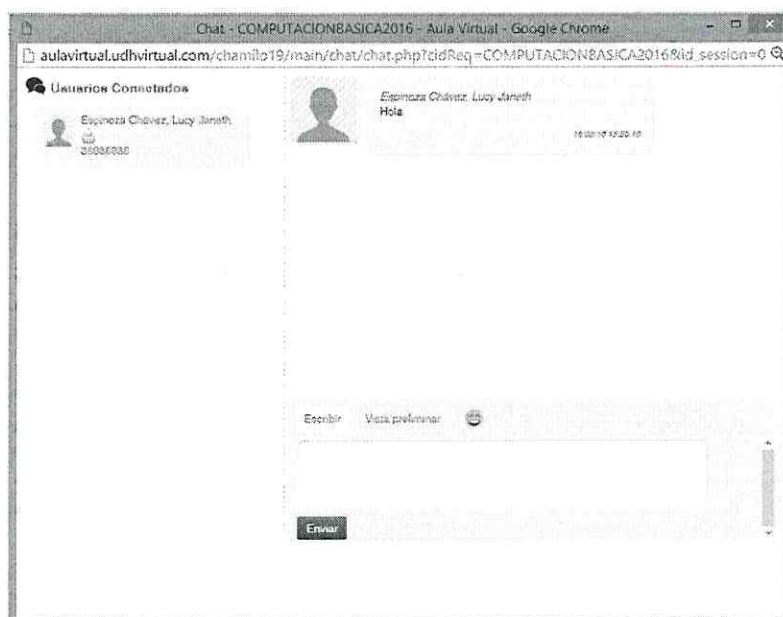 Chat - COMPUTACIONBASICA2016 - Aula Virtual - Google Chrome
aulavirtual.udhvirtual.com/chamilo19/main/chat/chat.php?cidReq=COMPUTACIONBASICA2016&id_session=0
Usuarios Conectados
Espinoza Chávez, Lucy Janeth
Espinoza Chávez, Lucy Janeth
Hola
Escribir Vista preliminar
Enviar